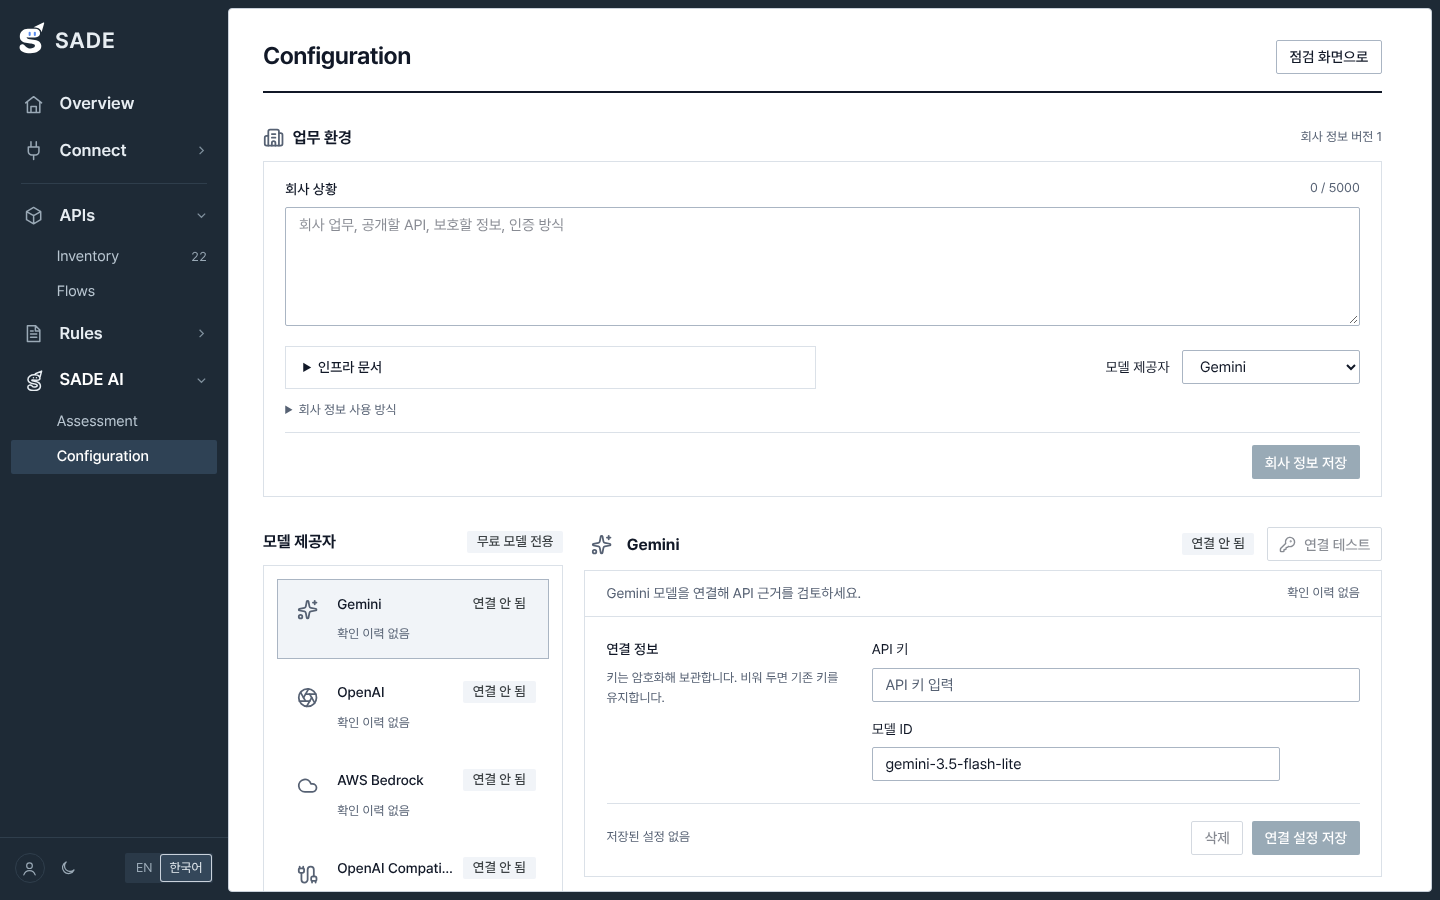 SADE
Overview
Connect
APIs
Inventory 22
Flows
Rules
SADE AI
Assessment
Configuration
EN 한국어
Configuration
점검 화면으로
업무 환경
회사 정보 버전 1
회사 상황
0 / 5000
회사 업무, 공개할 API, 보호할 정보, 인증 방식
인프라 문서
모델 제공자 Gemini
회사 정보 사용 방식
회사 정보 저장
모델 제공자
무료 모델 전용
Gemini 연결 안 됨
확인 이력 없음
OpenAI 연결 안 됨
확인 이력 없음
AWS Bedrock 연결 안 됨
확인 이력 없음
OpenAI Compati... 연결 안 됨
Gemini
연결 안 됨
연결 테스트
Gemini 모델을 연결해 API 근거를 검토하세요.
확인 이력 없음
연결 정보
키는 암호화해 보관합니다. 비워 두면 기존 키를
유지합니다.
API 키
API 키 입력
모델 ID
gemini-3.5-flash-lite
저장된 설정 없음
삭제
연결 설정 저장